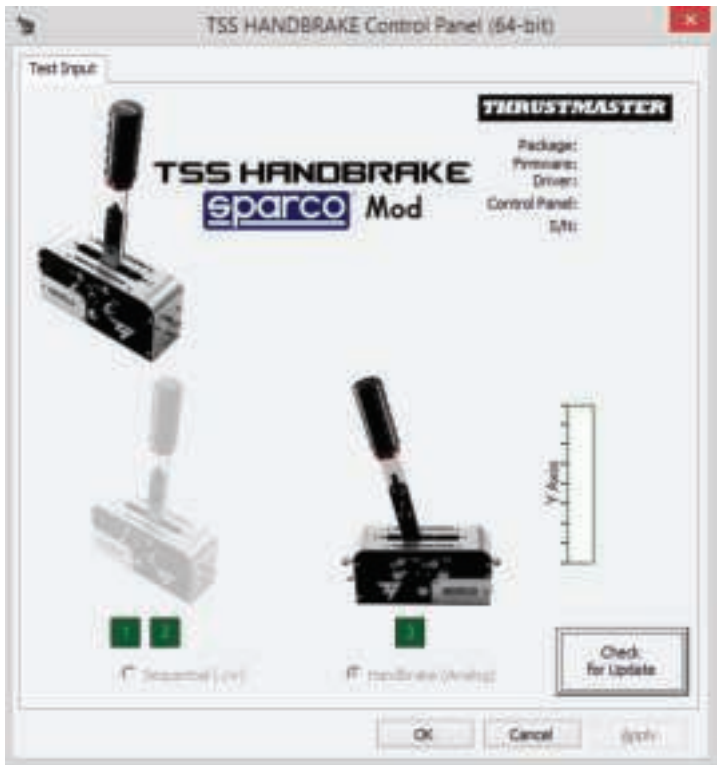 TSS HANDBRAKE Control Panel (64-bit)
Test Input
THRUSTMASTER
TSS HANDBRAKE
sparco Mod
Package:
Firmware:
Driver:
Control Panel:
S/N:
Y Axis
1 2
3
Sequential (-/+)
Handbrake (Analog)
Check
for Update
OK
Cancel
Apply